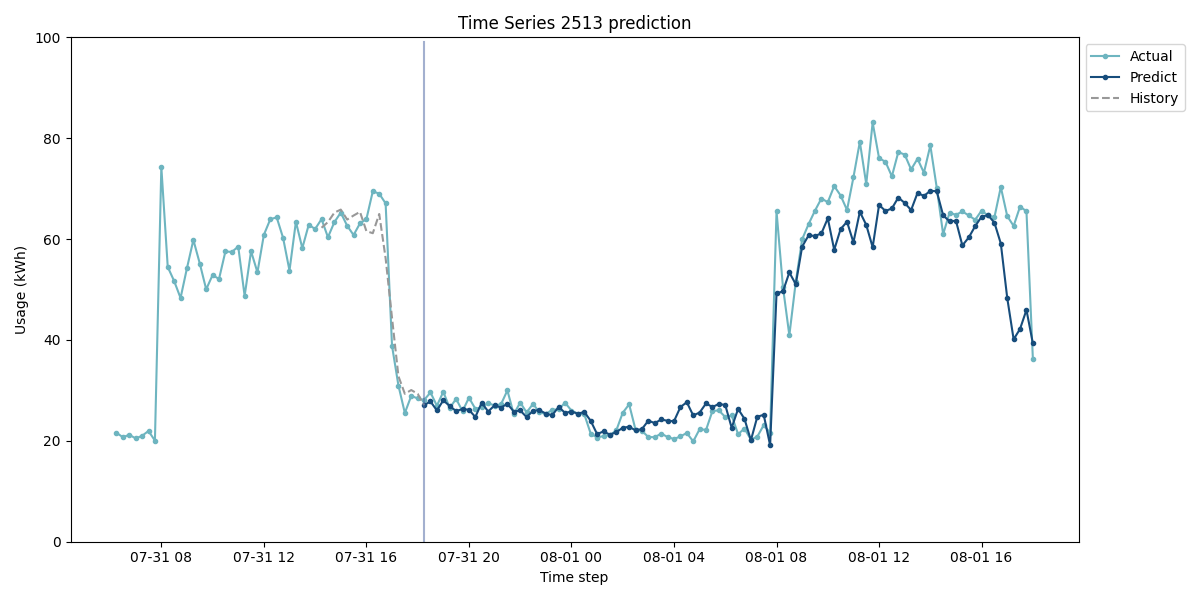 Time Series 2513 prediction
100
80
60
40
20
0
Usage (kWh)
07-31 08
07-31 12
07-31 16
07-31 20
08-01 00
08-01 04
08-01 08
08-01 12
08-01 16
Time step
Actual
Predict
History